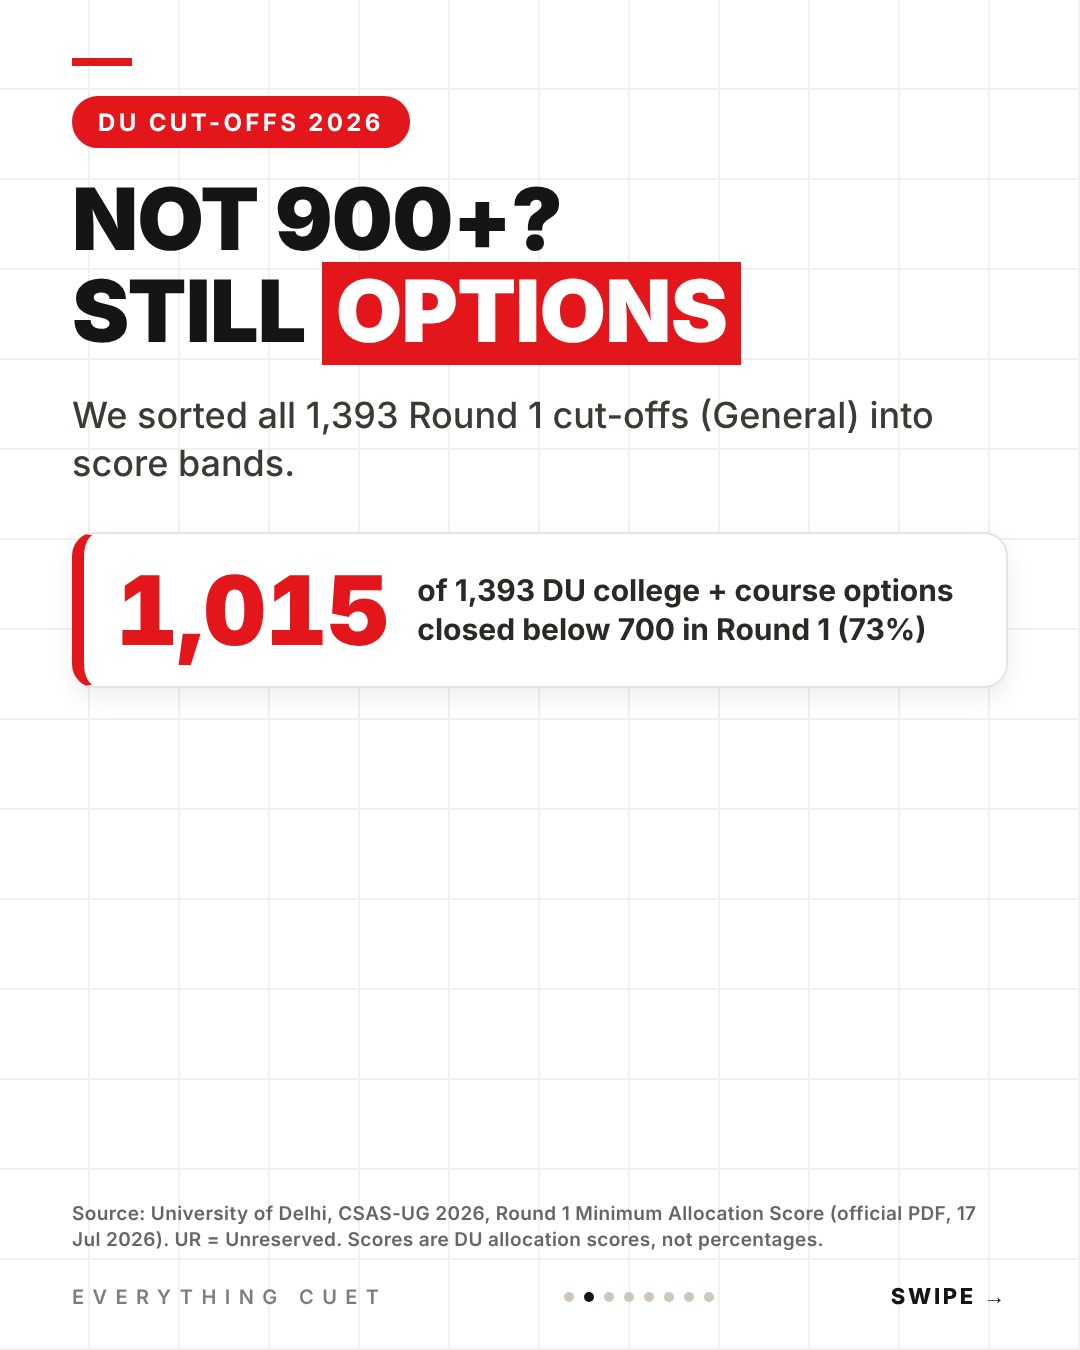 DU CUT-OFFS 2026
NOT 900+?
STILL OPTIONS
We sorted all 1,393 Round 1 cut-offs (General) into
score bands.
1,015
of 1,393 DU college + course options
closed below 700 in Round 1 (73%)
Source: University of Delhi, CSAS-UG 2026, Round 1 Minimum Allocation Score (official PDF, 17
Jul 2026). UR = Unreserved. Scores are DU allocation scores, not percentages.
EVERYTHING CUET
SWIPE →